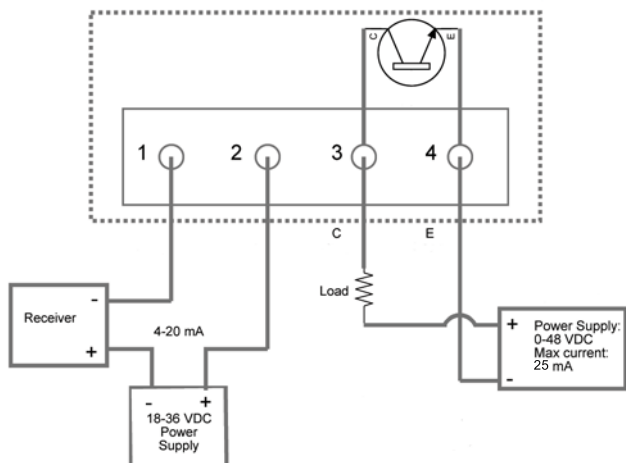 C
E
1
2
3
4
C
E
Load
-
Receiver
+
4-20 mA
- +
18-36 VDC
Power
Supply
+
Power Supply:
0-48 VDC
Max current:
25 mA
-